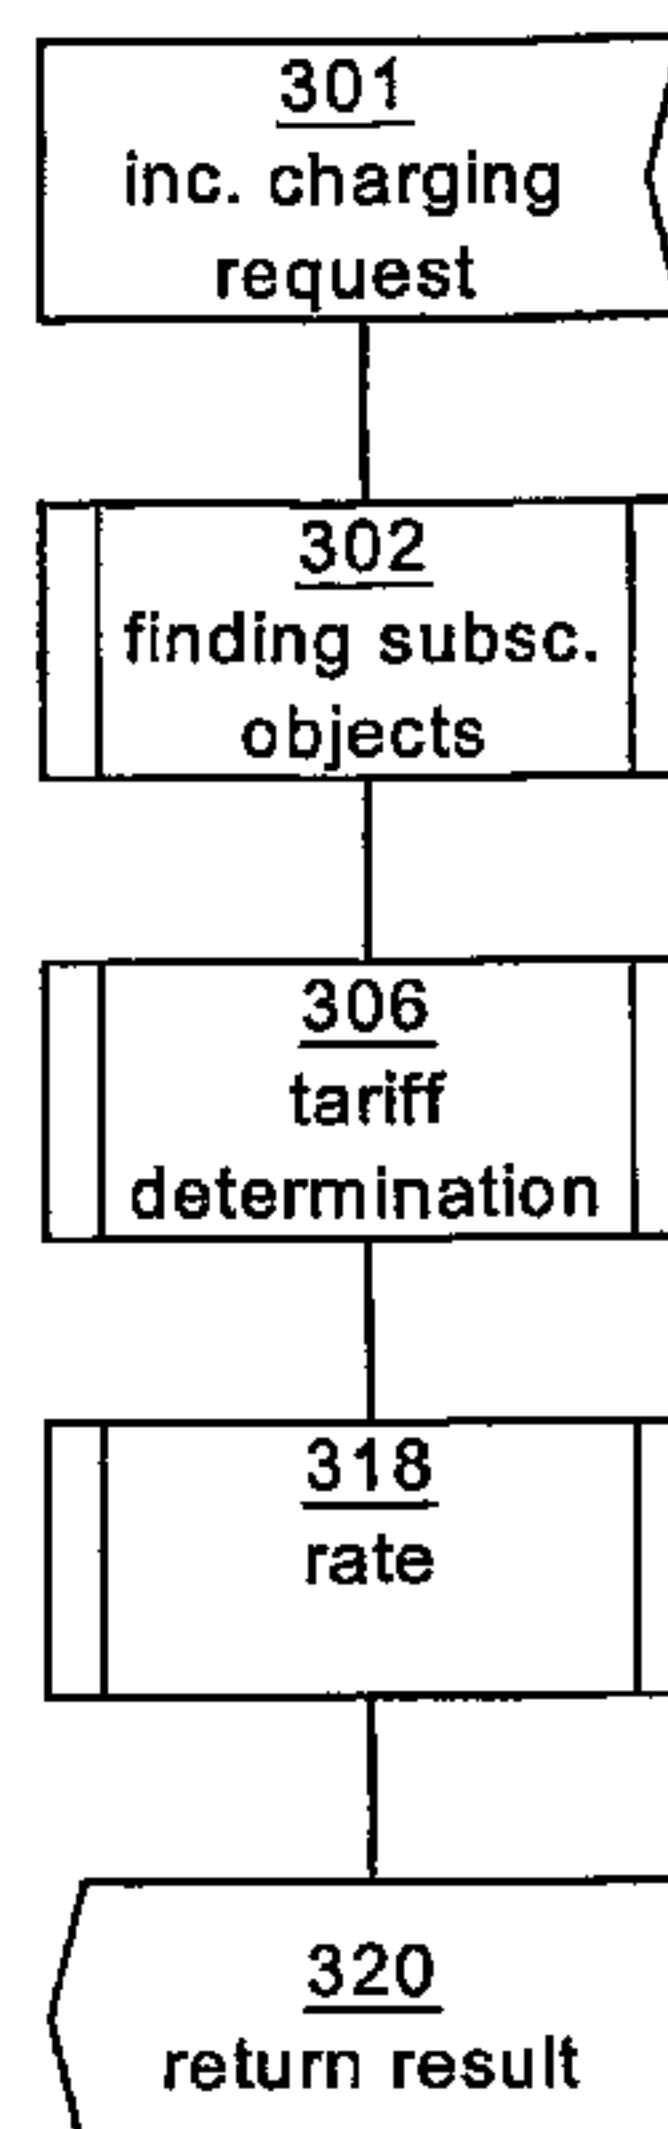 301
inc. charging
request
302
finding subsc.
objects
306
tariff
determination
318
rate
320
return result